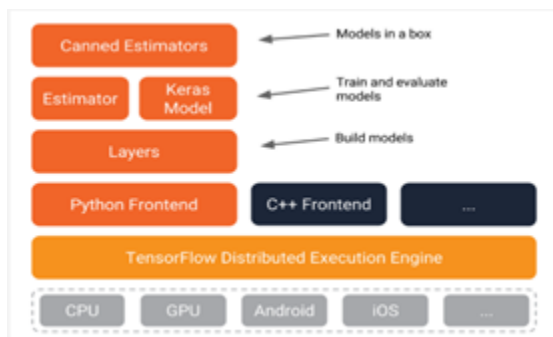 Canned Estimators
Models in a box
Estimator
Keras
Model
Train and evaluate
models
Layers
Build models
Python Frontend
C++ Frontend
...
TensorFlow Distributed Execution Engine
CPU
GPU
Android
iOS
...